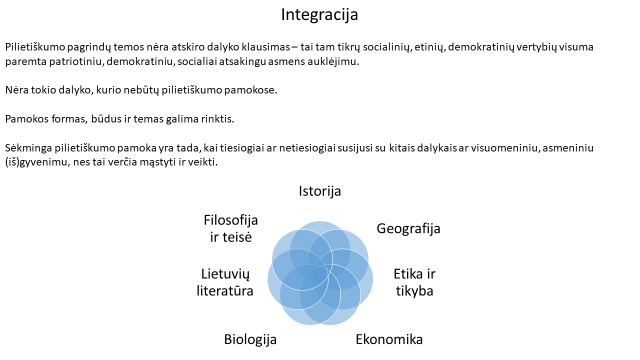 Integracija
Pilietiškumo pagrindų temos nėra atskiro dalyko klausimas – tai tam tikrų socialinių, etinių, demokratinių vertybių visuma
paremta patriotiniu, demokratiniu, socialiai atsakingu asmens auklėjimu.
Nėra tokio dalyko, kurio nebūtų pilietiškumo pamokose.
Pamokos formas, būdus ir temas galima rinktis.
Sėkminga pilietiškumo pamoka yra tada, kai tiesiogiai ar netiesiogiai susijusi su kitais dalykais ar visuomeniniu, asmeniniu
(iš)gyvenimu, nes tai verčia mąstyti ir veikti.
Istorija
Filosofija
ir teisė
Geografija
Lietuvių
literatūra
Etika ir
tikyba
Biologija
Ekonomika